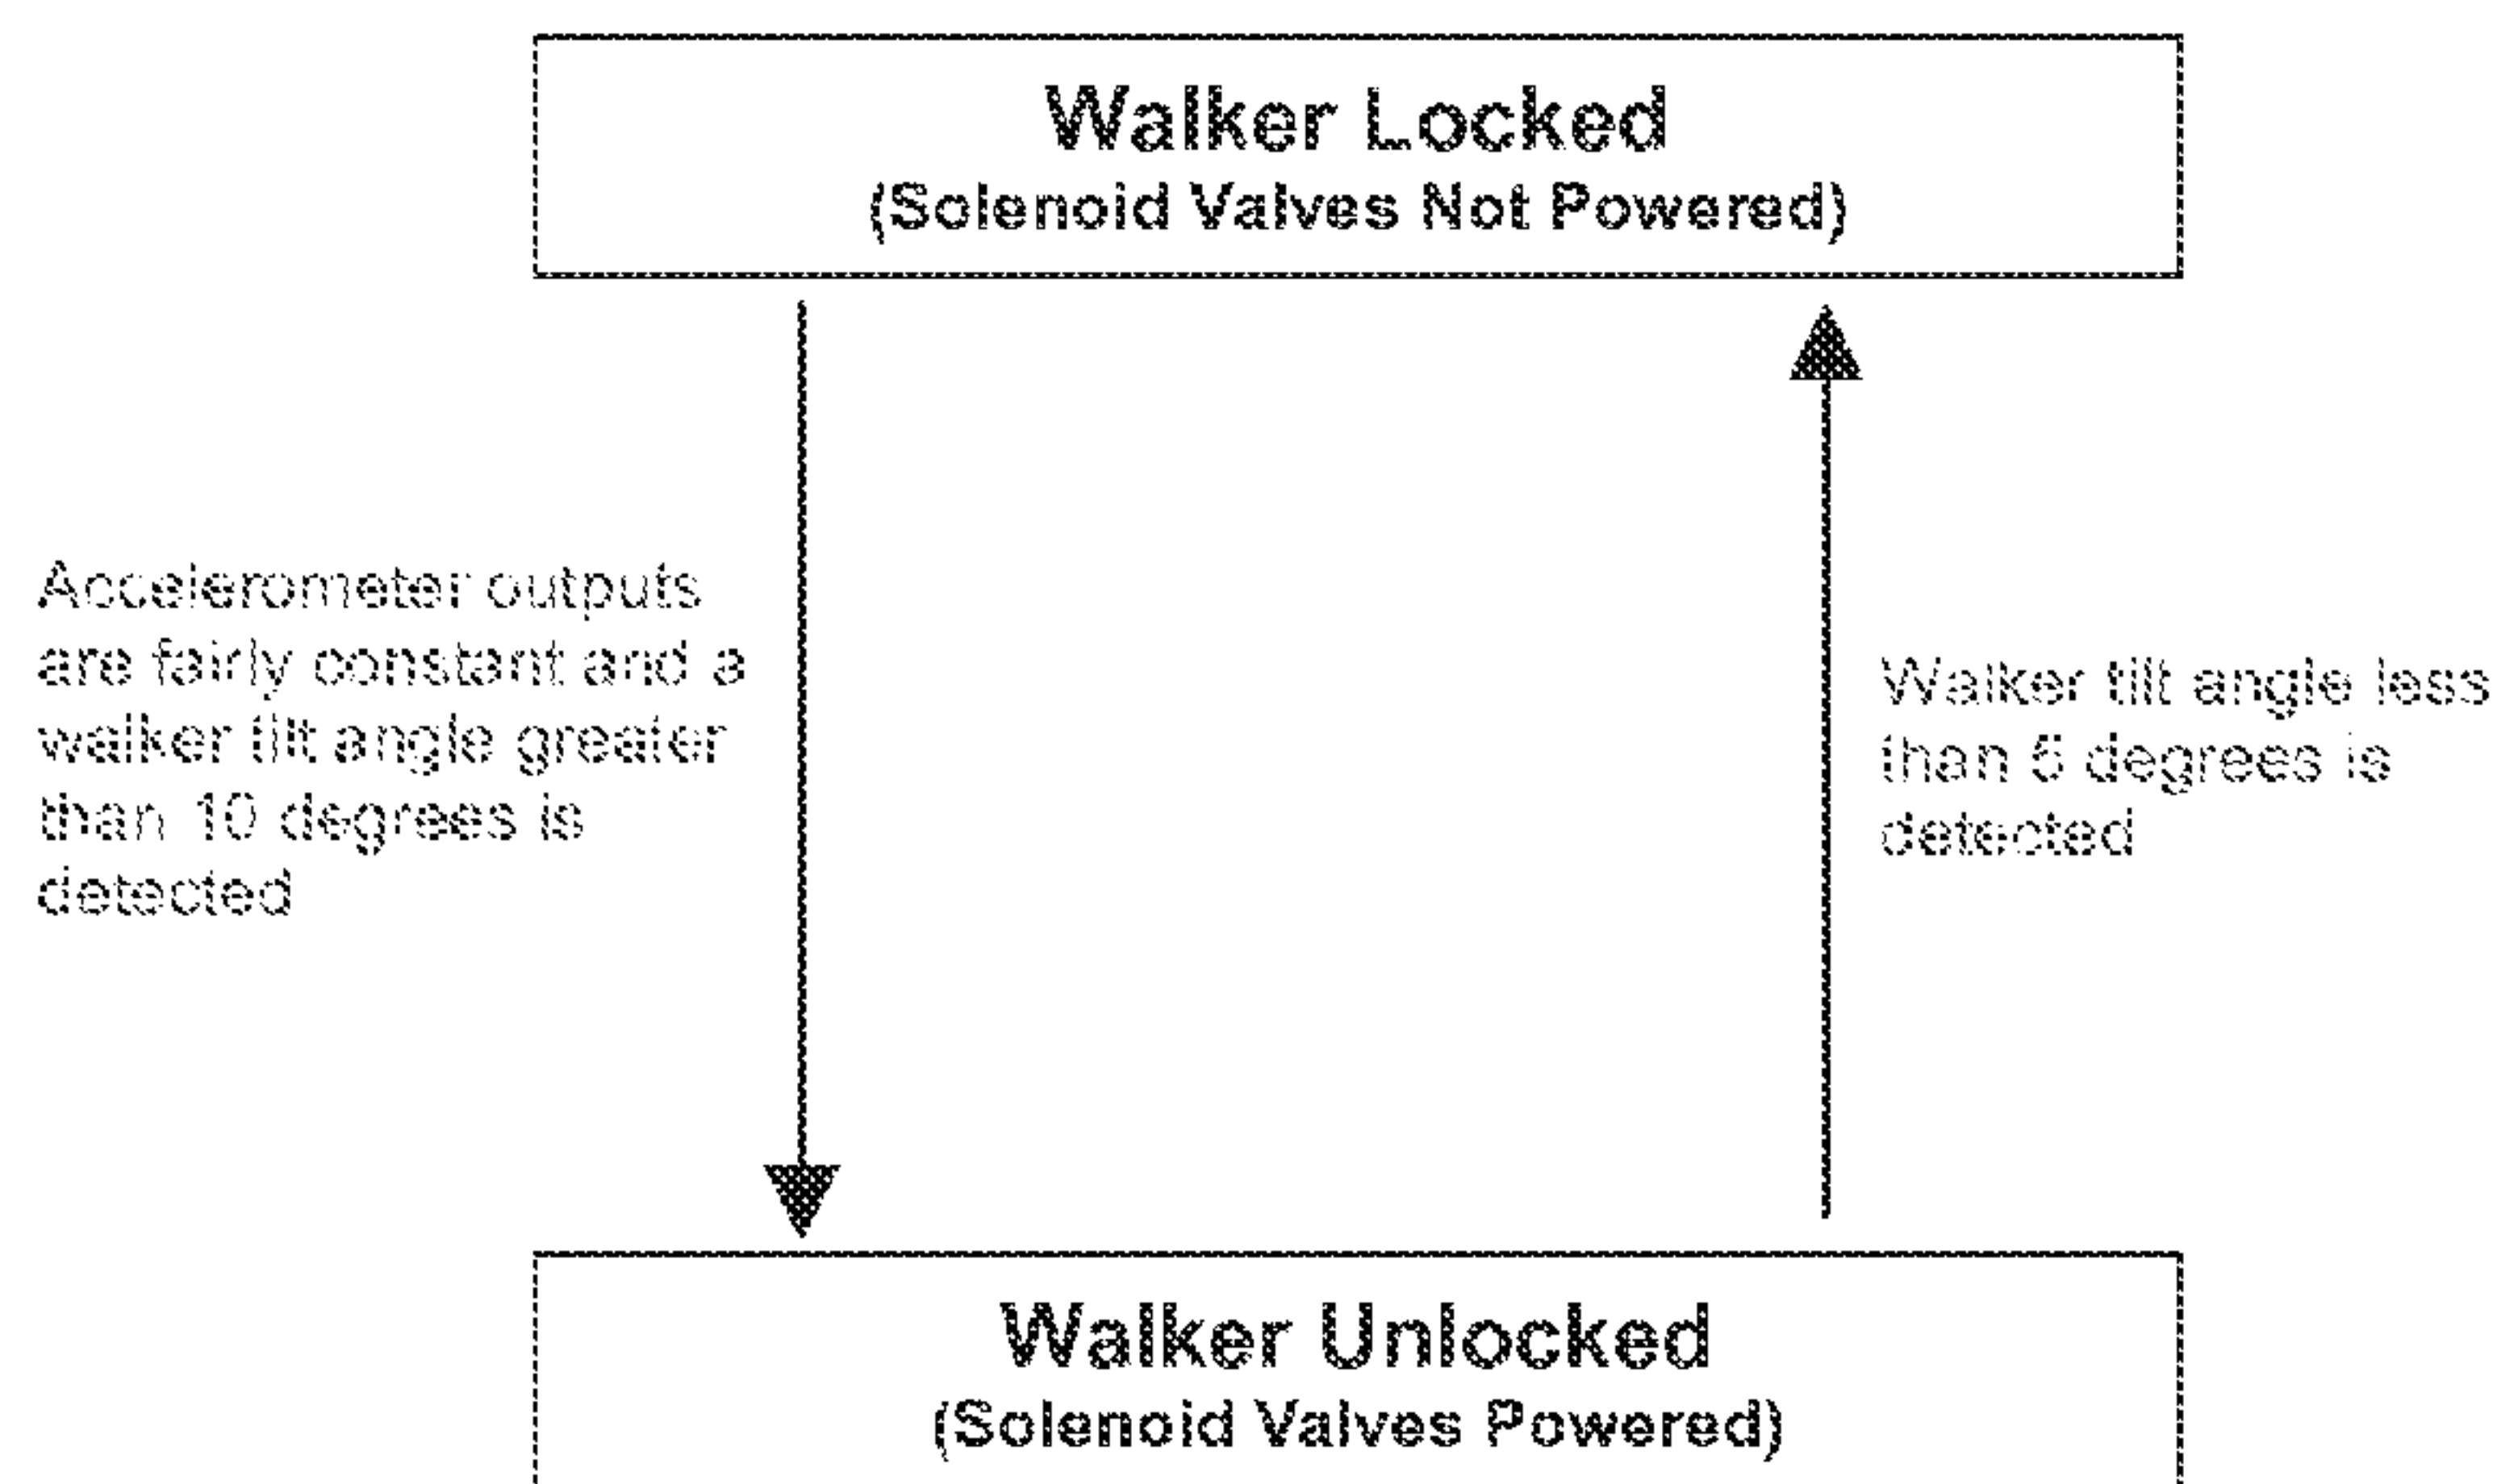 Walker Locked
(Solenoid Valves Not Powered)
Accelerometer outputs
are fairly constant and a
walker tilt angle greater
than 10 degrees is
detected
Walker tilt angle less
than 5 degrees is
detected
Walker Unlocked
(Solenoid Valves Powered)